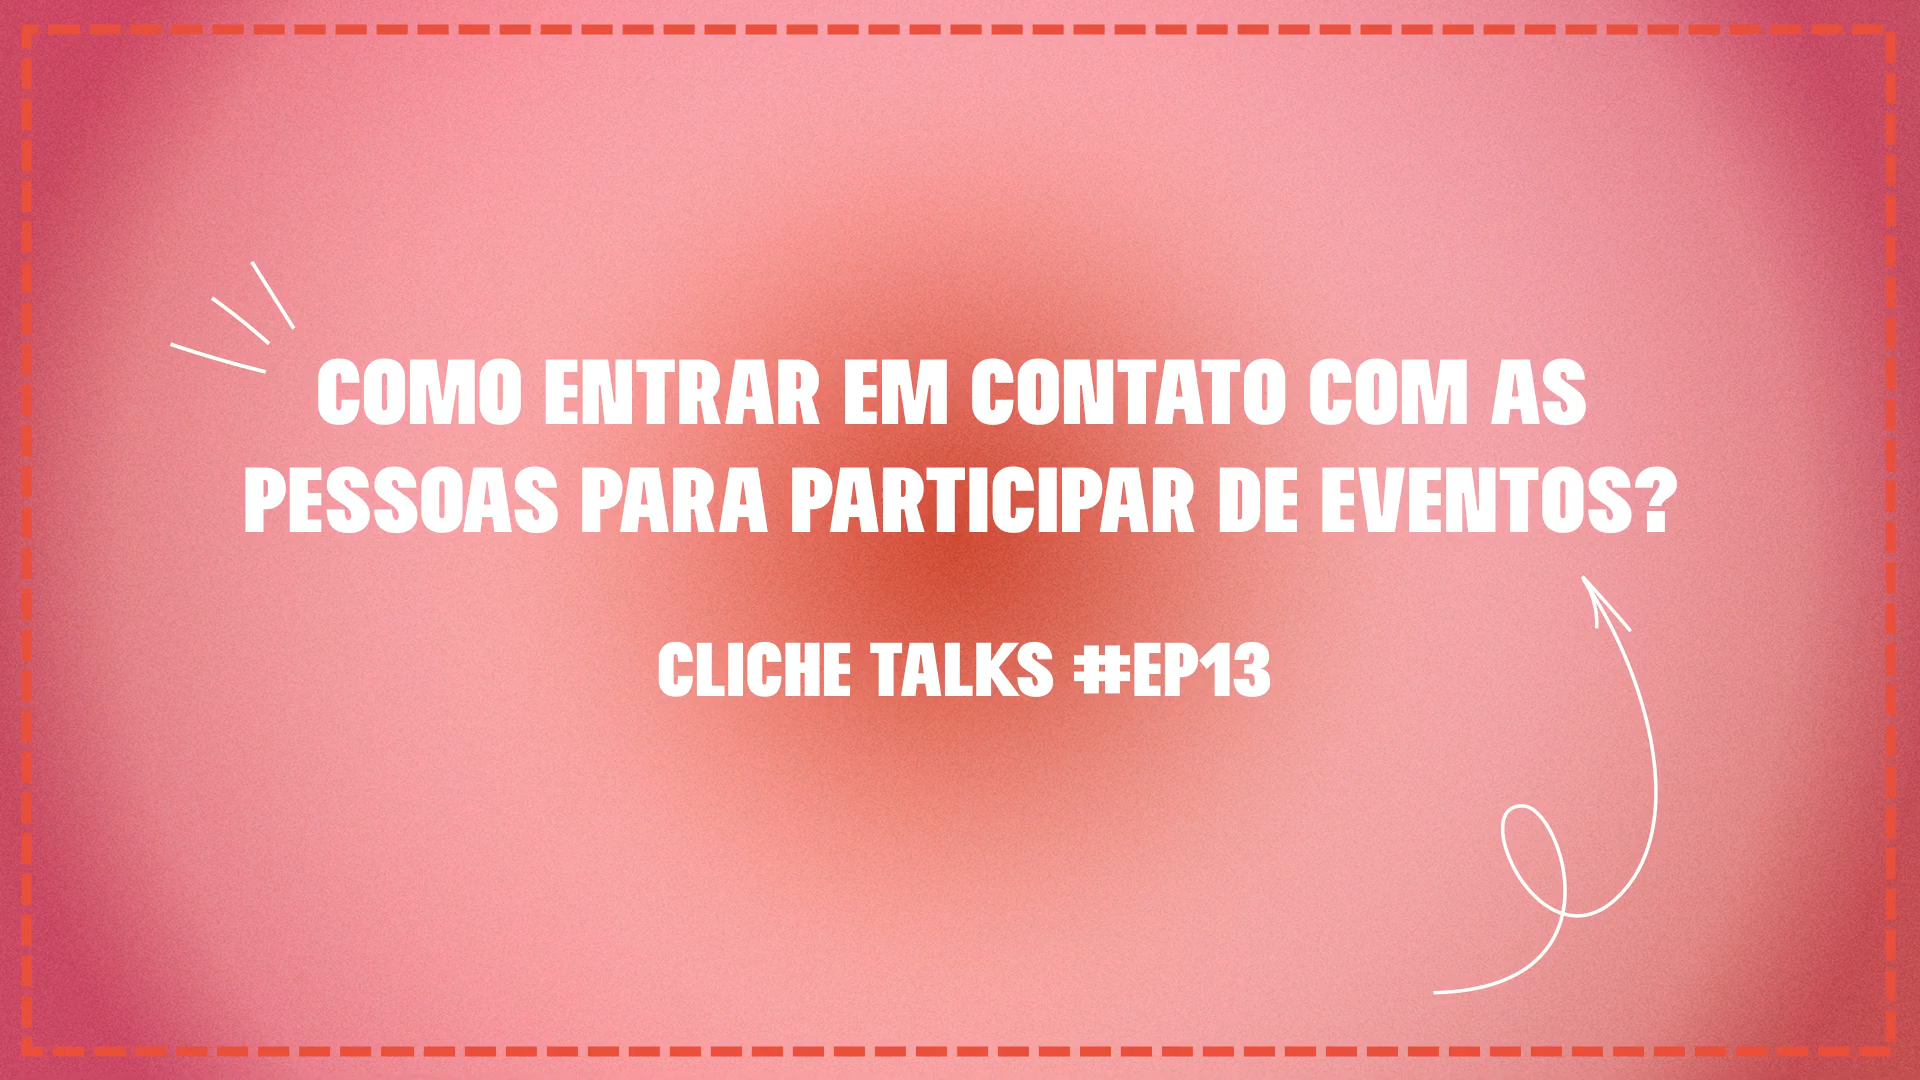 COMO ENTRAR EM CONTATO COM AS
PESSOAS PARA PARTICIPAR DE EVENTOS?
CLICHE TALKS #EP13